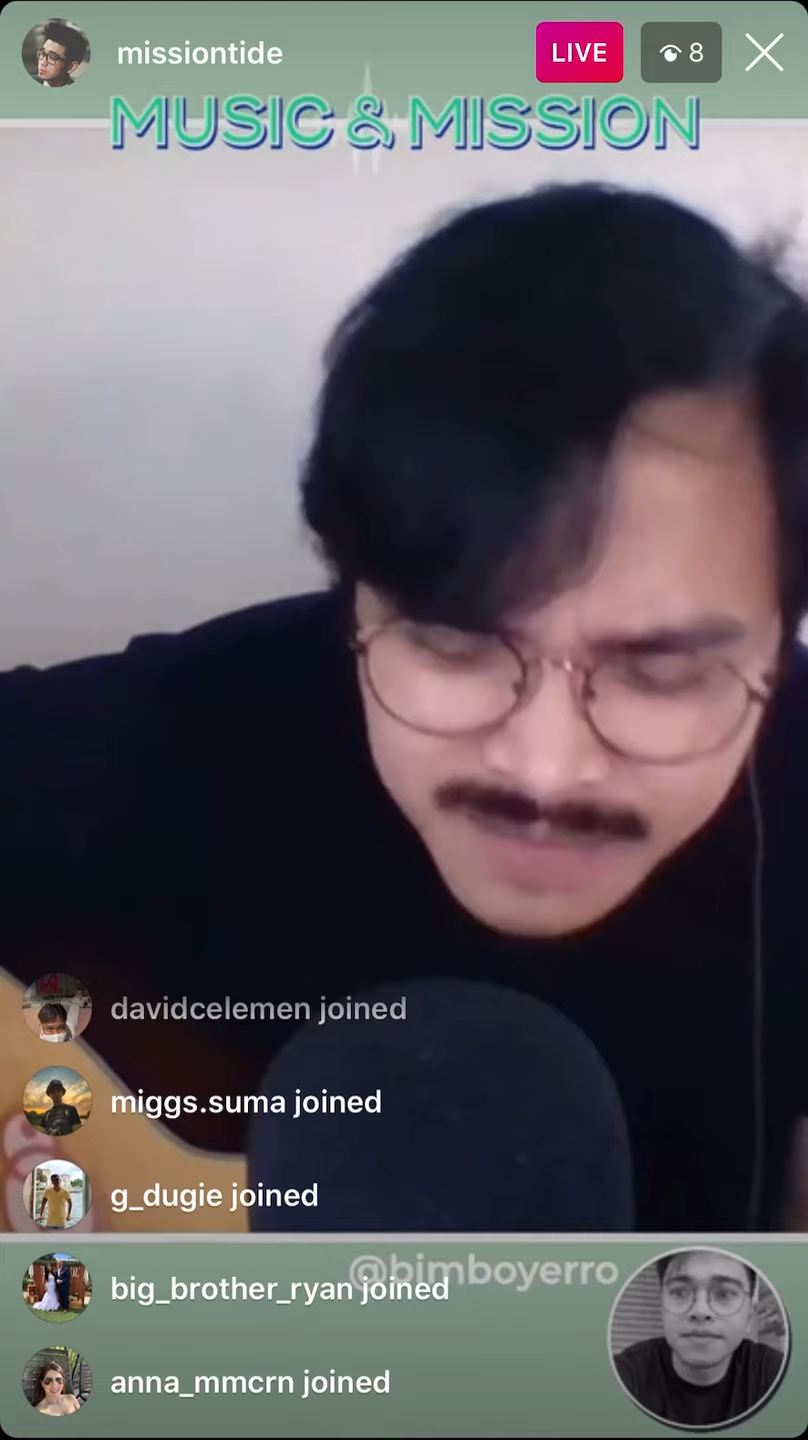 missiontide
LIVE
8
MUSIC & MISSION
davidcelemen joined
miggs.suma joined
g_dugie joined
@bimboyerro
big_brother_ryan joined
anna_mmcrn joined